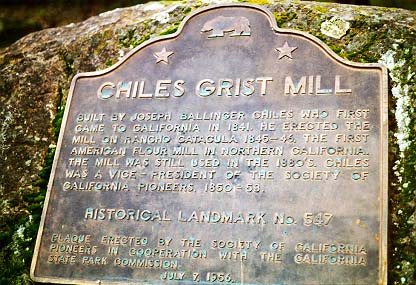 CHILES GRIST MILL
BUILT BY JOSEPH BALLINGER CHILES WHO FIRST
CAME TO CALIFORNIA IN 1841. HE ERECTED THE
MILL ON RANCHO CATACULA 1845-46, THE FIRST
AMERICAN FLOUR MILL IN NORTHERN CALIFORNIA.
THE MILL WAS STILL USED IN THE 1880'S. CHILES
WAS A VICE-PRESIDENT OF THE SOCIETY OF
CALIFORNIA PIONEERS, 1850-53.
HISTORICAL LANDMARK No. 547
PLAQUE ERECTED BY THE SOCIETY OF CALIFORNIA
PIONEERS IN COOPERATION WITH THE CALIFORNIA
STATE PARK COMMISSION.
JULY 7, 1956.